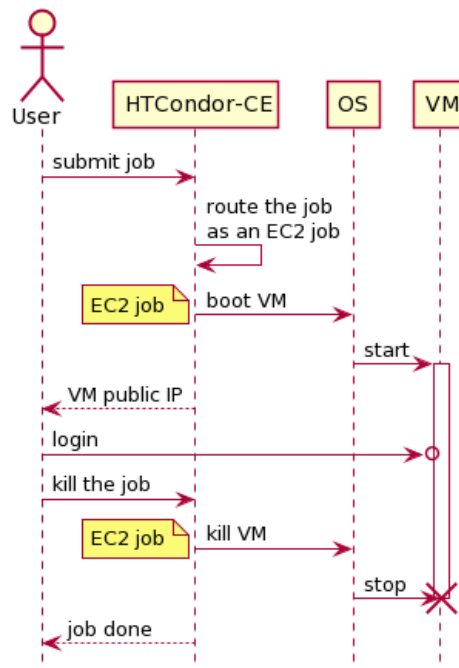 User
HTCondor-CE
OS
VM
submit job
route the job
as an EC2 job
EC2 job
boot VM
start
VM public IP
login
kill the job
EC2 job
kill VM
stop
job done